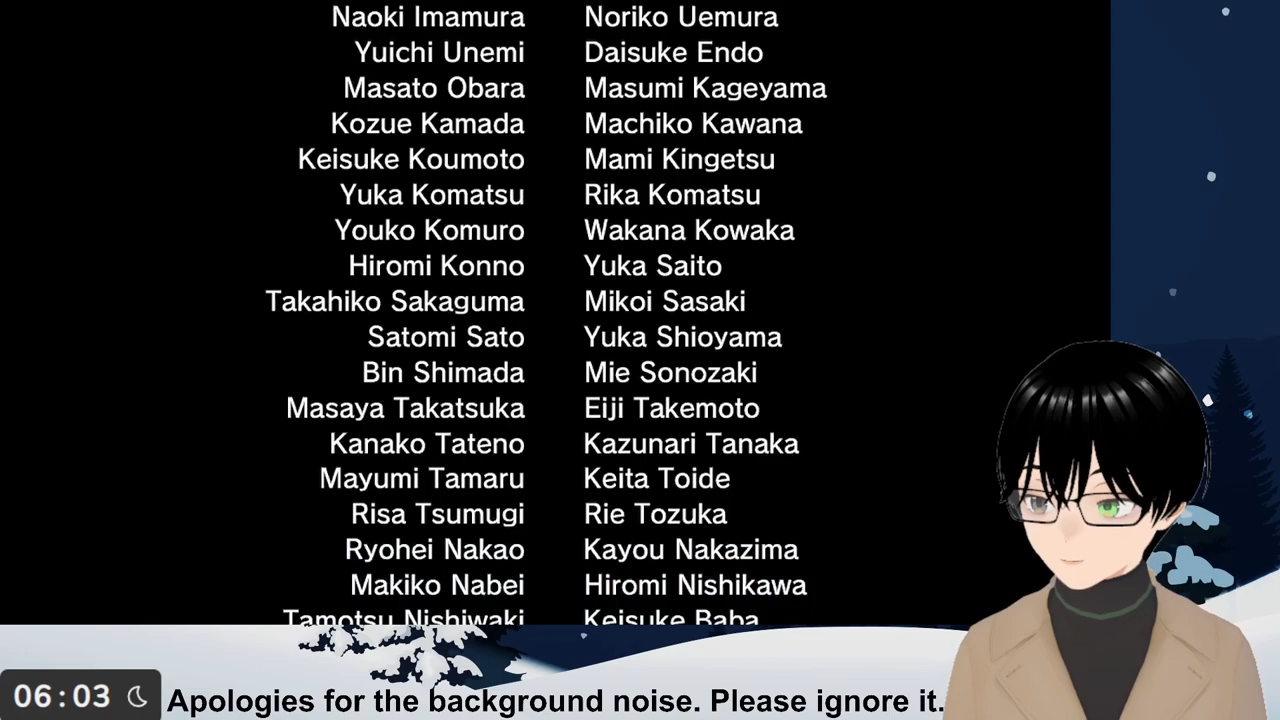 Naoki Imamura Noriko Uemura
Yuichi Unemi Daisuke Endo
Masato Obara Masumi Kageyama
Kozue Kamada Machiko Kawana
Keisuke Koumoto Mami Kingetsu
Yuka Komatsu Rika Komatsu
Youko Komuro Wakana Kowaka
Hiromi Konno Yuka Saito
Takahiko Sakaguma Mikoi Sasaki
Satomi Sato Yuka Shioyama
Bin Shimada Mie Sonozaki
Masaya Takatsuka Eiji Takemoto
Kanako Tateno Kazunari Tanaka
Mayumi Tamaru Keita Toide
Risa Tsumugi Rie Tozuka
Ryohei Nakao Kayou Nakazima
Makiko Nabei Hiromi Nishikawa
Tamotsu Nishiwaki Keisuke Baba
06:03
Apologies for the background noise. Please ignore it.